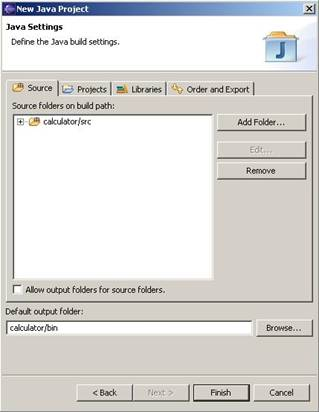 New Java Project
Java Settings
Define the Java build settings.
Source Projects Libraries Order and Export
Source folders on build path:
calculator/src
Add Folder...
Edit...
Remove
Allow output folders for source folders.
Default output folder:
calculator/bin
Browse...
< Back Next > Finish Cancel